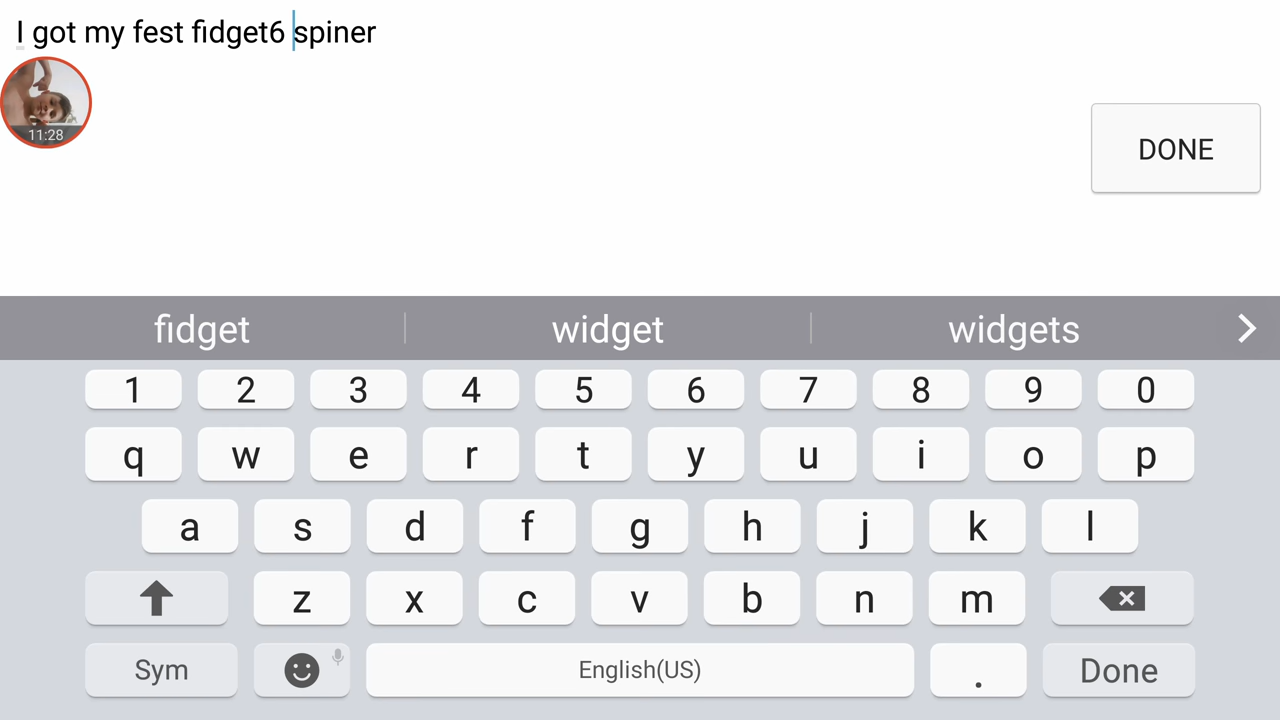 I got my fest fidget6 spiner
11:28
DONE
fidget widget widgets
1 2 3 4 5 6 7 8 9 0
q w e r t y u i o p
a s d f g h j k l
z x c v b n m
Sym English(US) . Done